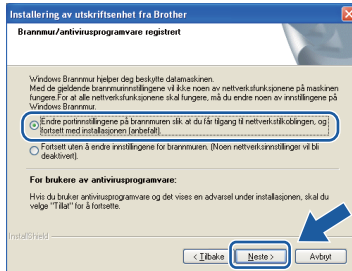 Installering av utskriftsenhet fra Brother
Brannmur/antivirusprogramvare registrert
Windows Brannmur hjelper deg beskytte datamaskinen.
Med de gjeldende brannmurinnstillingene vil ikke noen av nettverksfunksjonene på maskinen
fungere.For at alle nettverksfunksjonene skal fungere, må du endre noen av innstillingene på
Windows Brannmur.
Endre portinnstillingene på brannmuren slik at du får tilgang til nettverkstilkoblingen, og
fortsett med installasjonen (anbefalt).
Fortsett uten å endre innstillingene for brannmuren. (Noen nettverksinnstillinger vil bli
deaktivert).
For brukere av antivirusprogramvare:
Hvis du bruker antivirusprogramvare og det vises en advarsel under installasjonen, skal du
velge "Tillat" for å fortsette.
InstallShield
< Tilbake
Neste >
Avbryt